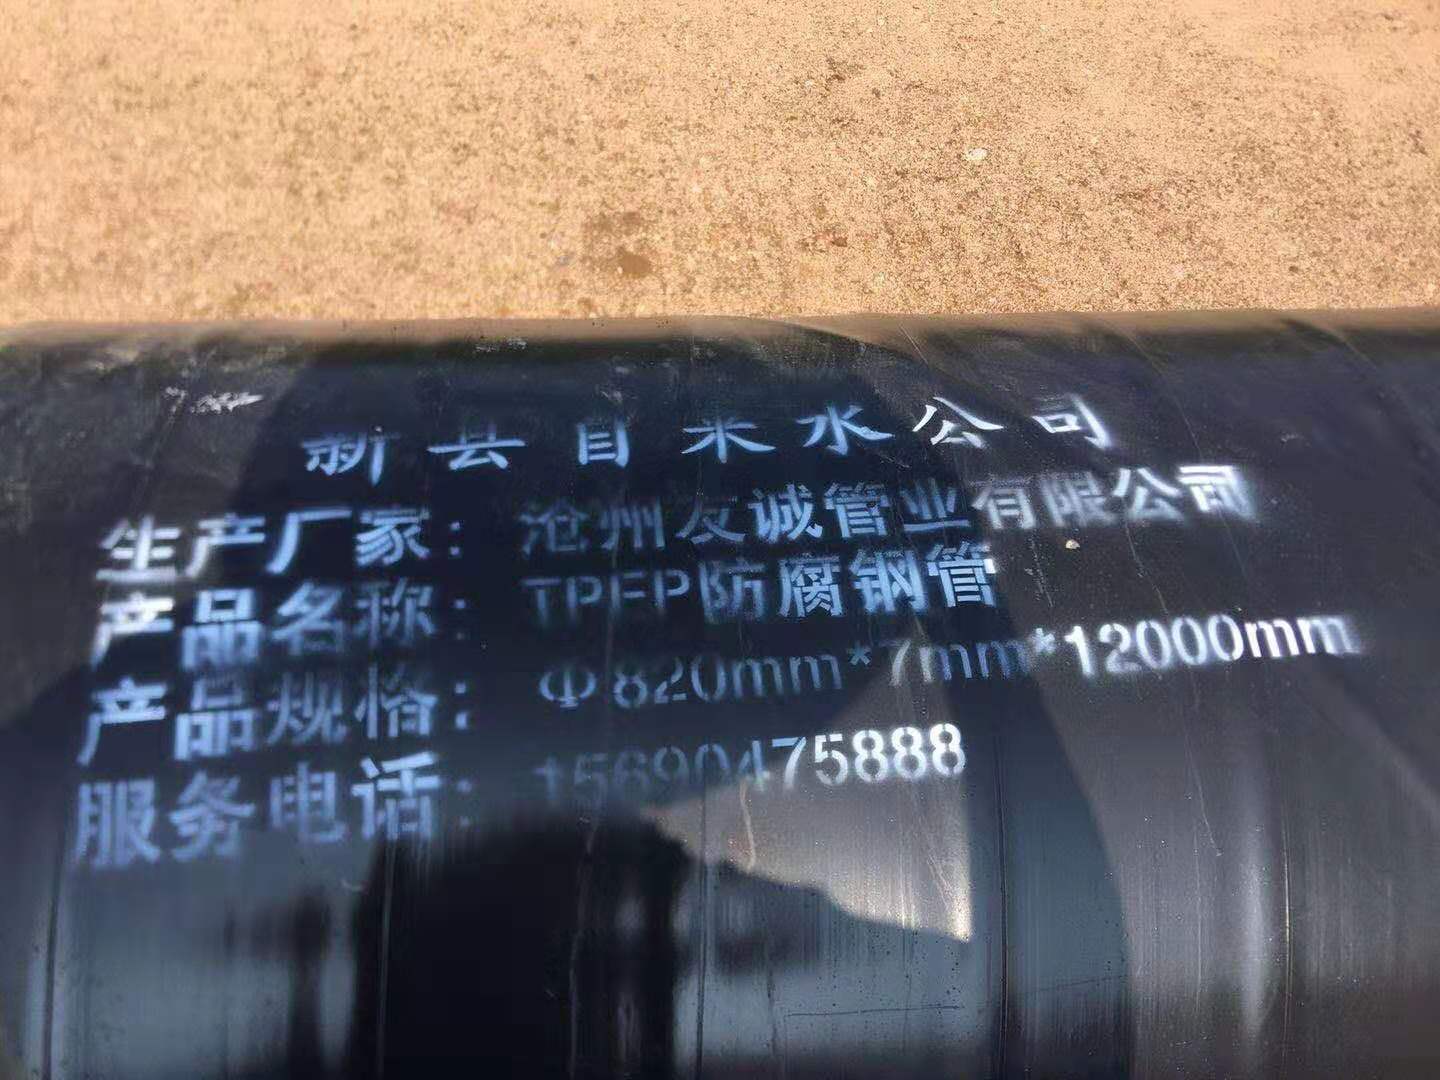 新县自来水公司
生产厂家：沧州友诚管业有限公司
产品名称：TPEP防腐钢管
产品规格：Φ820mm*7mm*12000mm
服务电话：15690475888